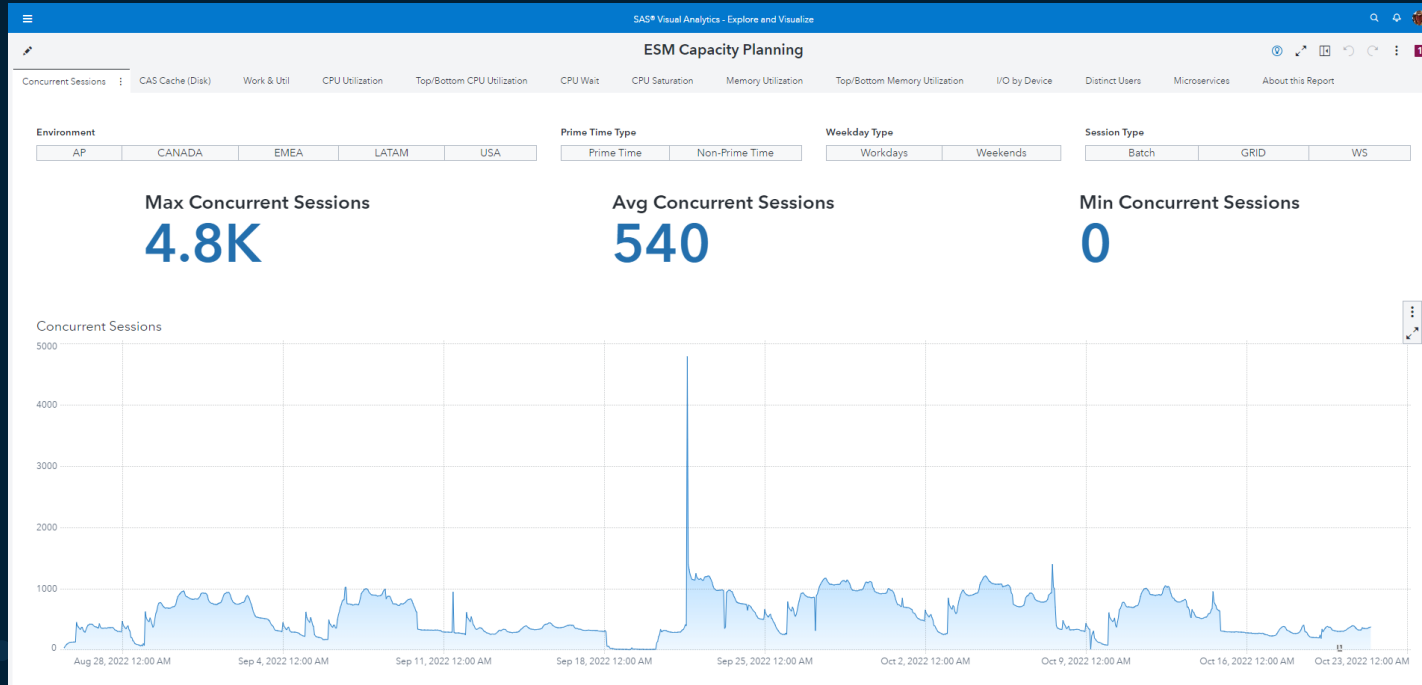 SAS® Visual Analytics - Explore and Visualize
ESM Capacity Planning
1
Concurrent Sessions CAS Cache (Disk) Work & Util CPU Utilization Top/Bottom CPU Utilization CPU Wait CPU Saturation Memory Utilization Top/Bottom Memory Utilization I/O by Device Distinct Users Microservices About this Report
Environment Prime Time Type Weekday Type Session Type
AP CANADA EMEA LATAM USA Prime Time Non-Prime Time Workdays Weekends Batch GRID WS
Max Concurrent Sessions Avg Concurrent Sessions Min Concurrent Sessions
4.8K 540 0
Concurrent Sessions
5000
4000
3000
2000
1000
0
Aug 28, 2022 12:00 AM Sep 4, 2022 12:00 AM Sep 11, 2022 12:00 AM Sep 18, 2022 12:00 AM Sep 25, 2022 12:00 AM Oct 2, 2022 12:00 AM Oct 9, 2022 12:00 AM Oct 16, 2022 12:00 AM Oct 23, 2022 12:00 AM